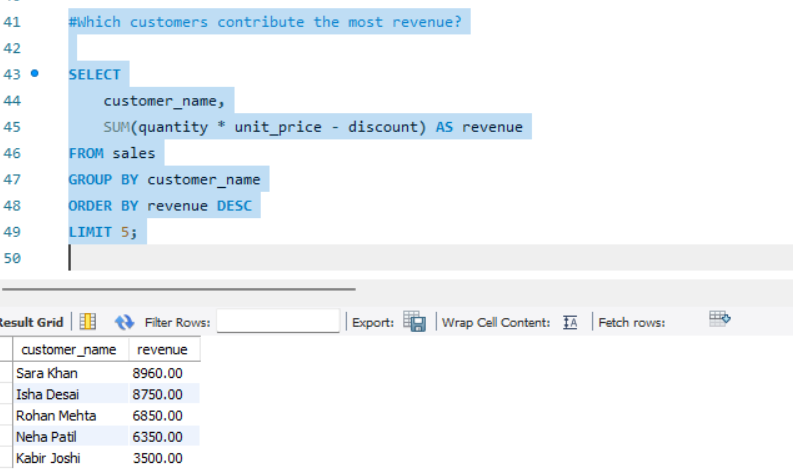 41 #Which customers contribute the most revenue?
42
43 SELECT
44 customer_name,
45 SUM(quantity * unit_price - discount) AS revenue
46 FROM sales
47 GROUP BY customer_name
48 ORDER BY revenue DESC
49 LIMIT 5;
50
Result Grid Filter Rows: Export: Wrap Cell Content: IA Fetch rows:
customer_name revenue
Sara Khan 8960.00
Isha Desai 8750.00
Rohan Mehta 6850.00
Neha Patil 6350.00
Kabir Joshi 3500.00